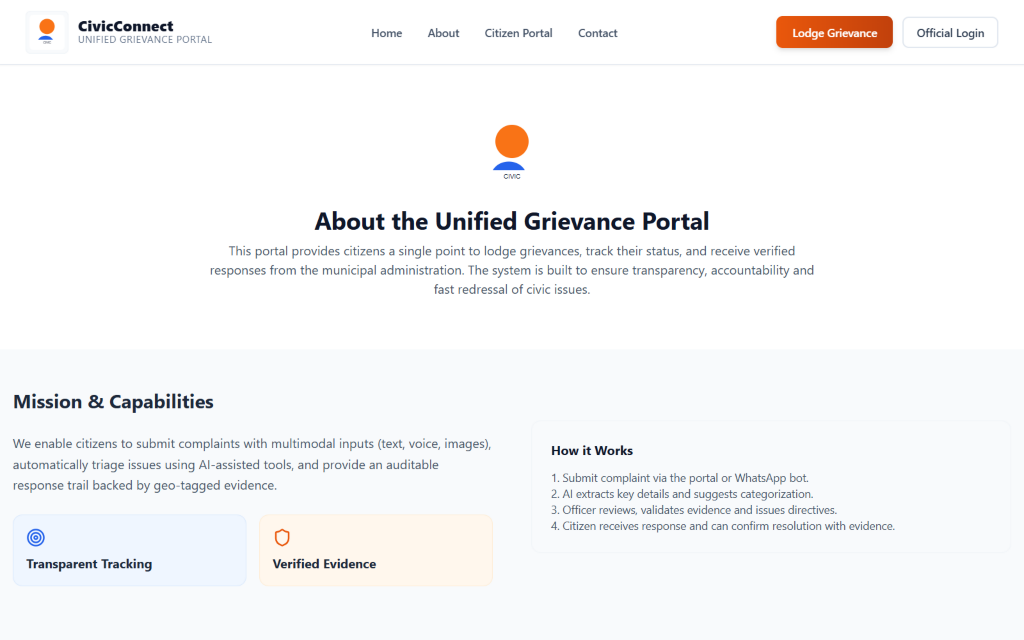 CivicConnect
UNIFIED GRIEVANCE PORTAL
Home
About
Citizen Portal
Contact
Lodge Grievance
Official Login
CIVIC
About the Unified Grievance Portal
This portal provides citizens a single point to lodge grievances, track their status, and receive verified
responses from the municipal administration. The system is built to ensure transparency, accountability and
fast redressal of civic issues.
Mission & Capabilities
We enable citizens to submit complaints with multimodal inputs (text, voice, images),
automatically triage issues using AI-assisted tools, and provide an auditable
response trail backed by geo-tagged evidence.
Transparent Tracking
Verified Evidence
How it Works
1. Submit complaint via the portal or WhatsApp bot.
2. AI extracts key details and suggests categorization.
3. Officer reviews, validates evidence and issues directives.
4. Citizen receives response and can confirm resolution with evidence.